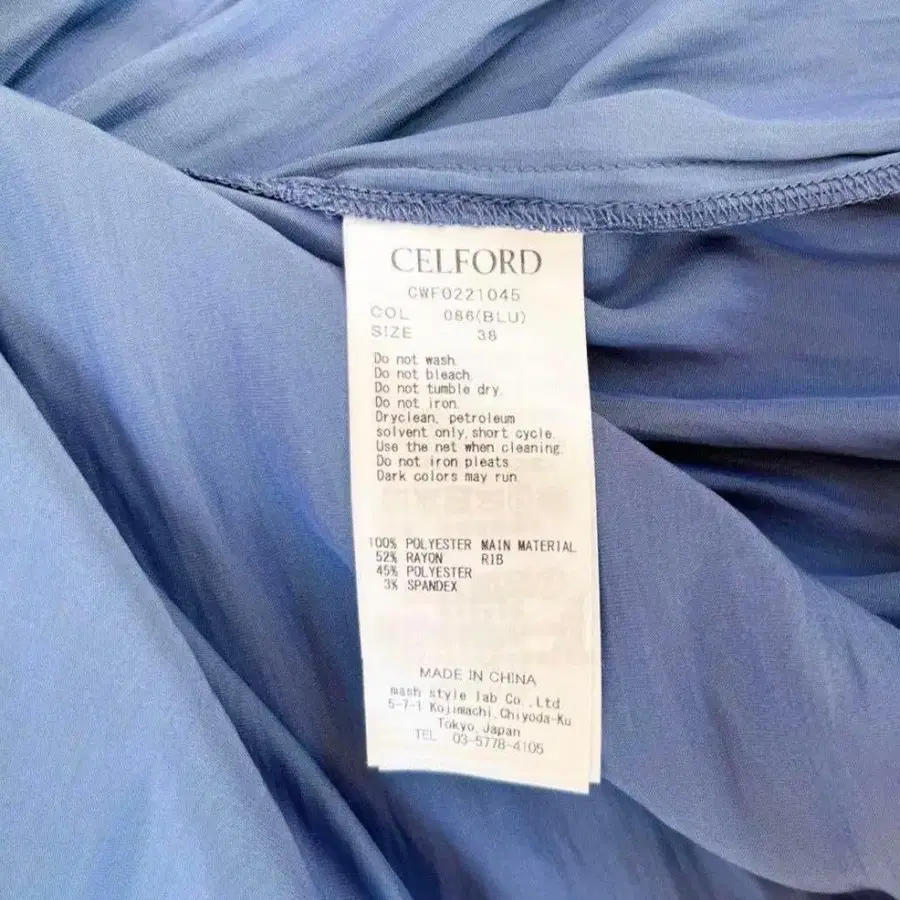 CELFORD
CWF0221045
COL 086(BLU)
SIZE 38
Do not wash.
Do not bleach.
Do not tumble dry.
Do not iron.
Dryclean, petroleum
solvent only, short cycle.
Use the net when cleaning.
Do not iron pleats.
Dark colors may run.
100% POLYESTER MAIN MATERIAL
52% RAYON RIB
45% POLYESTER
3% SPANDEX
MADE IN CHINA
mash style lab Co., Ltd.
5-7-1 Kojimachi, Chiyoda-Ku
Tokyo, Japan
TEL 03-5778-4105